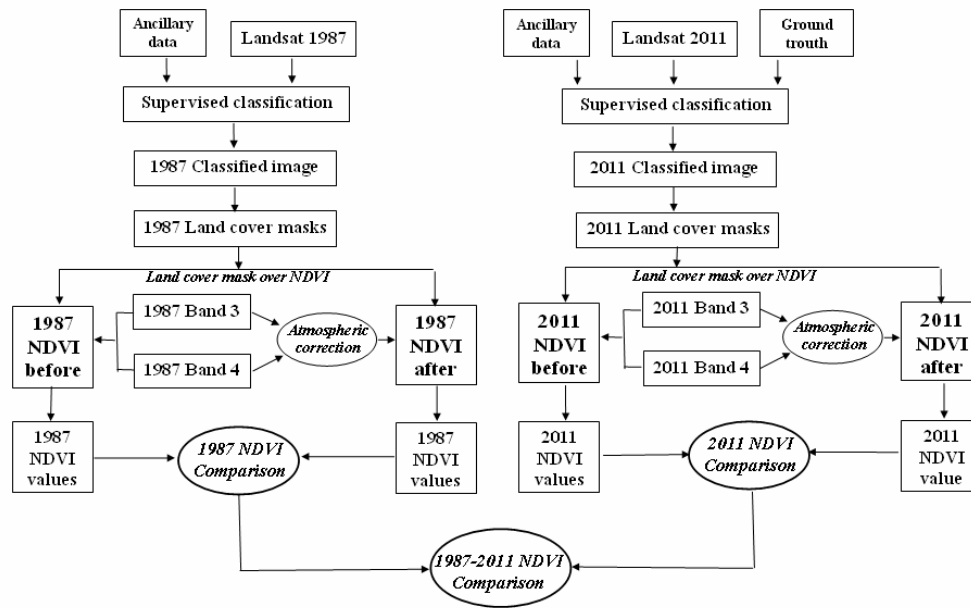 Ancillary
data
Landsat 1987
Supervised classification
1987 Classified image
1987 Land cover masks
Land cover mask over NDVI
1987
NDVI
before
1987 Band 3
1987 Band 4
Atmospheric
correction
1987
NDVI
after
1987
NDVI
values
1987 NDVI
Comparison
1987
NDVI
values
Ancillary
data
Landsat 2011
Ground
trouth
Supervised classification
2011 Classified image
2011 Land cover masks
Land cover mask over NDVI
2011
NDVI
before
2011 Band 3
2011 Band 4
Atmospheric
correction
2011
NDVI
after
2011
NDVI
values
2011 NDVI
Comparison
2011
NDVI
value
1987-2011 NDVI
Comparison